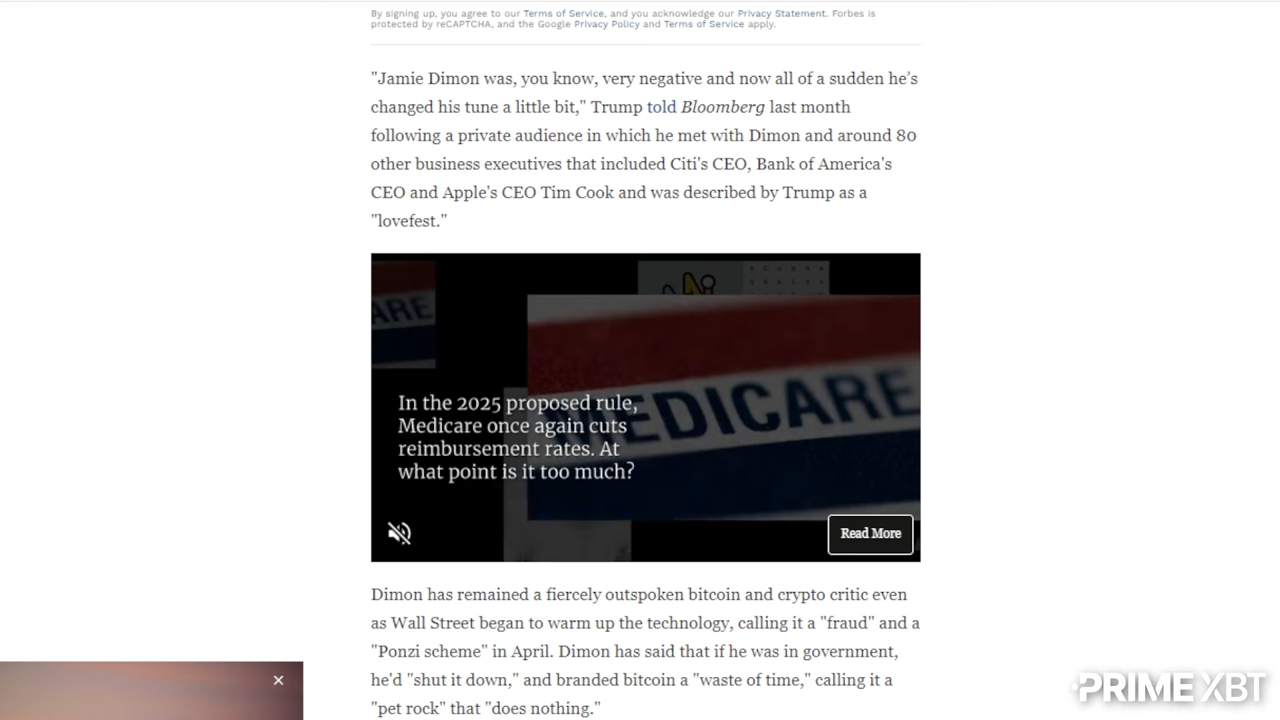 By signing up, you agree to our Terms of Service, and you acknowledge our Privacy Statement. Forbes is
protected by reCAPTCHA, and the Google Privacy Policy and Terms of Service apply.
"Jamie Dimon was, you know, very negative and now all of a sudden he's
changed his tune a little bit," Trump told Bloomberg last month
following a private audience in which he met with Dimon and around 80
other business executives that included Citi's CEO, Bank of America's
CEO and Apple's CEO Tim Cook and was described by Trump as a
"lovefest."
ARE
MEDICARE
In the 2025 proposed rule,
Medicare once again cuts
reimbursement rates. At
what point is it too much?
Read More
Dimon has remained a fiercely outspoken bitcoin and crypto critic even
as Wall Street began to warm up the technology, calling it a "fraud" and a
"Ponzi scheme" in April. Dimon has said that if he was in government,
he'd "shut it down," and branded bitcoin a "waste of time," calling it a
"pet rock" that "does nothing."
PRIME XBT